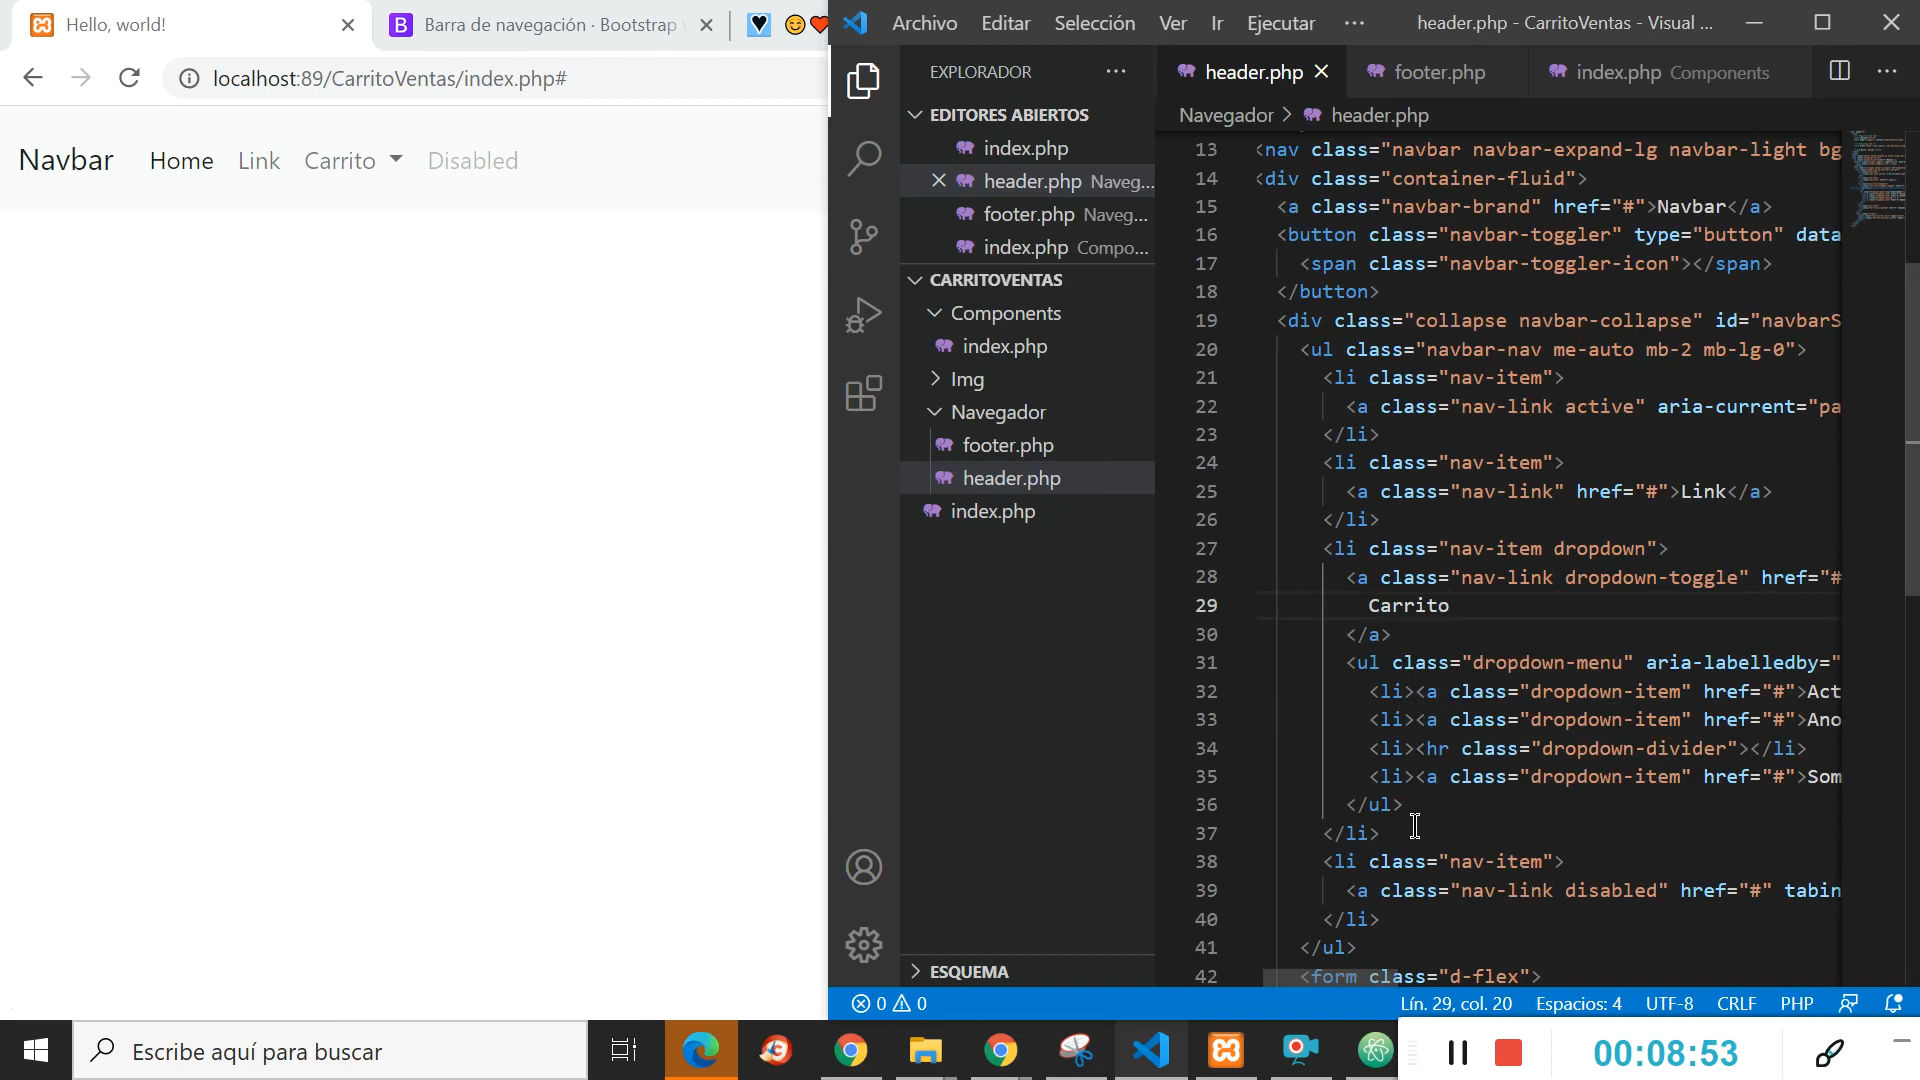 Hello, world!
Barra de navegación · Bootstrap v
localhost:89/CarritoVentas/index.php#
Navbar Home Link Carrito Disabled
Archivo Editar Selección Ver Ir Ejecutar ··· header.php - CarritoVentas - Visual ...
EXPLORADOR
header.php footer.php index.php Components
EDITORES ABIERTOS
index.php
header.php Naveg...
footer.php Naveg...
index.php Compo...
CARRITOVENTAS
Components
index.php
Img
Navegador
footer.php
header.php
index.php
ESQUEMA
Navegador > header.php
13 <nav class="navbar navbar-expand-lg navbar-light bg
14 <div class="container-fluid">
15 <a class="navbar-brand" href="#">Navbar</a>
16 <button class="navbar-toggler" type="button" data
17 <span class="navbar-toggler-icon"></span>
18 </button>
19 <div class="collapse navbar-collapse" id="navbarS
20 <ul class="navbar-nav me-auto mb-2 mb-lg-0">
21 <li class="nav-item">
22 <a class="nav-link active" aria-current="pa
23 </li>
24 <li class="nav-item">
25 <a class="nav-link" href="#">Link</a>
26 </li>
27 <li class="nav-item dropdown">
28 <a class="nav-link dropdown-toggle" href="#
29 Carrito
30 </a>
31 <ul class="dropdown-menu" aria-labelledby="
32 <li><a class="dropdown-item" href="#">Act
33 <li><a class="dropdown-item" href="#">Ano
34 <li><hr class="dropdown-divider"></li>
35 <li><a class="dropdown-item" href="#">Som
36 </ul>
37 </li>
38 <li class="nav-item">
39 <a class="nav-link disabled" href="#" tabin
40 </li>
41 </ul>
42 <form class="d-flex">
0 0 Lín. 29, col. 20 Espacios: 4 UTF-8 CRLF PHP
Escribe aquí para buscar
00:08:53